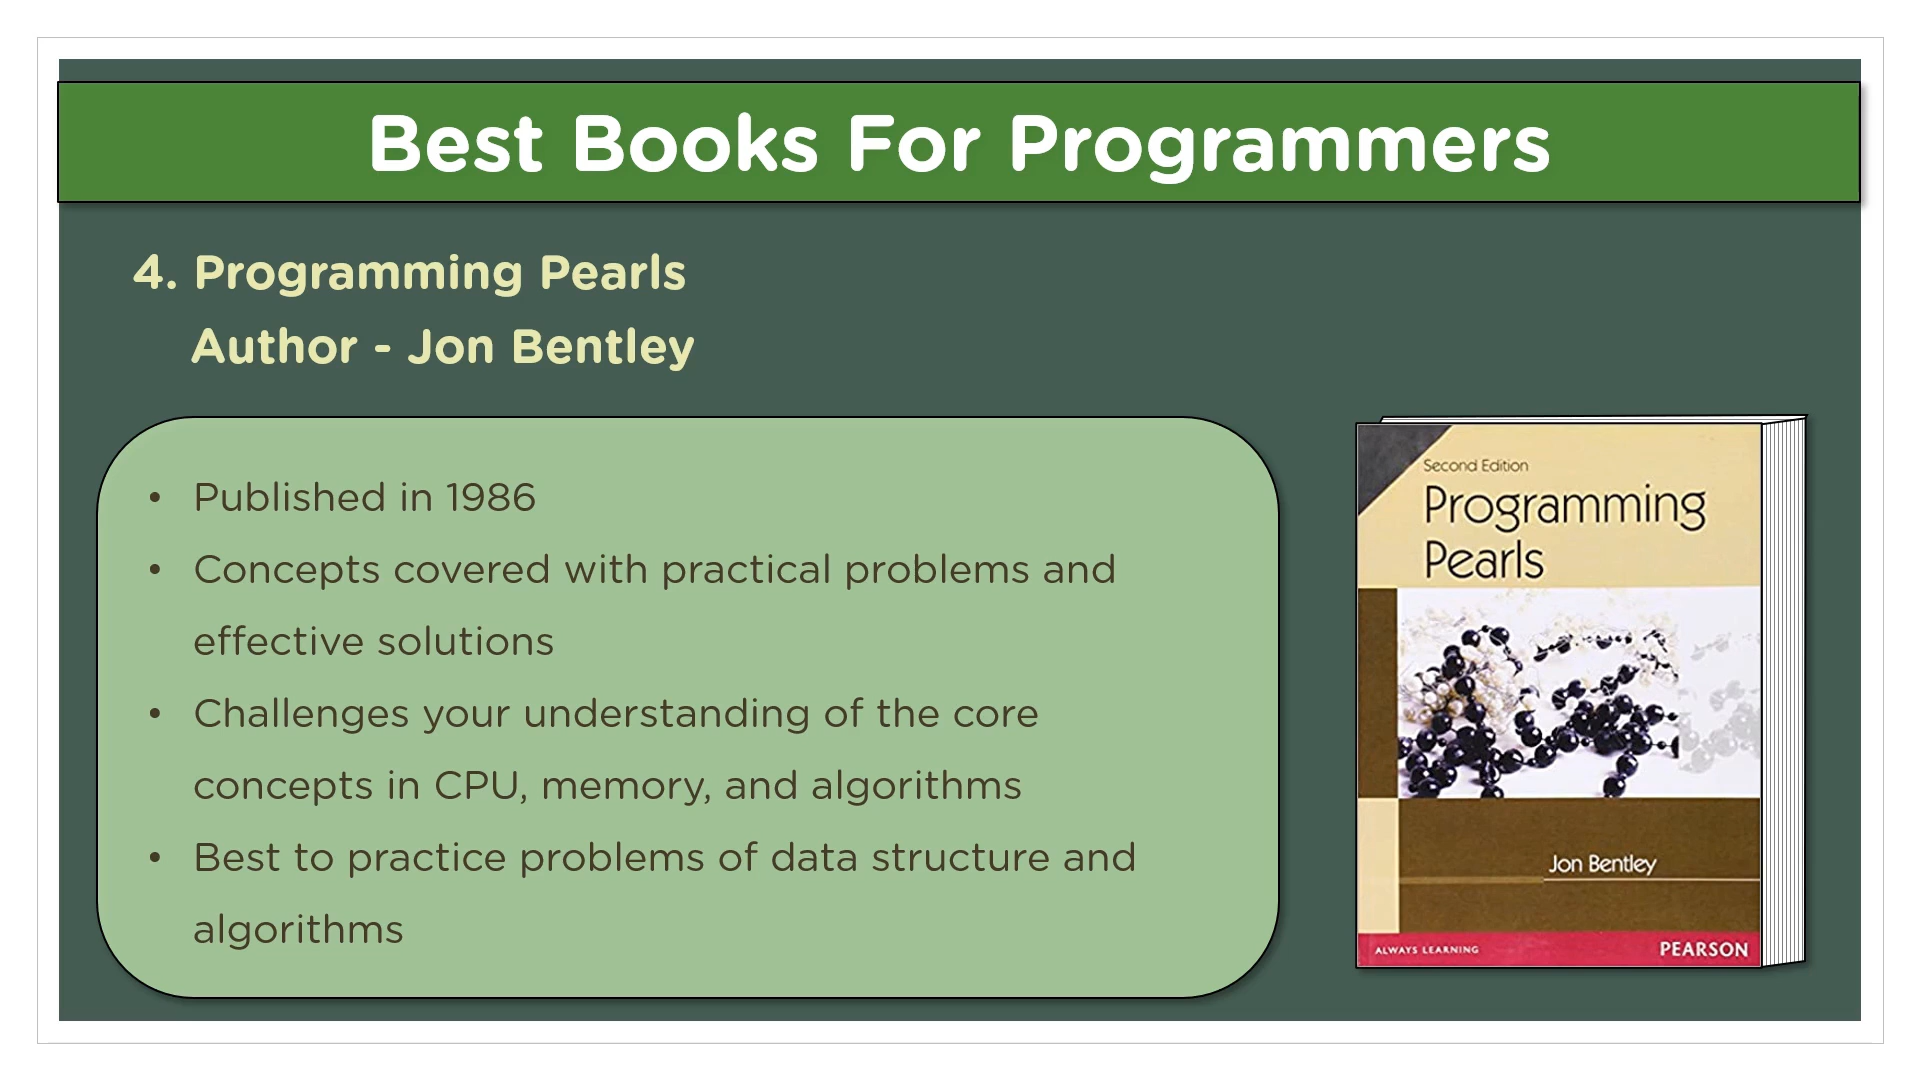 Best Books For Programmers
4. Programming Pearls
Author - Jon Bentley
• Published in 1986
• Concepts covered with practical problems and
effective solutions
• Challenges your understanding of the core
concepts in CPU, memory, and algorithms
• Best to practice problems of data structure and
algorithms
Second Edition
Programming
Pearls
Jon Bentley
ALWAYS LEARNING
PEARSON